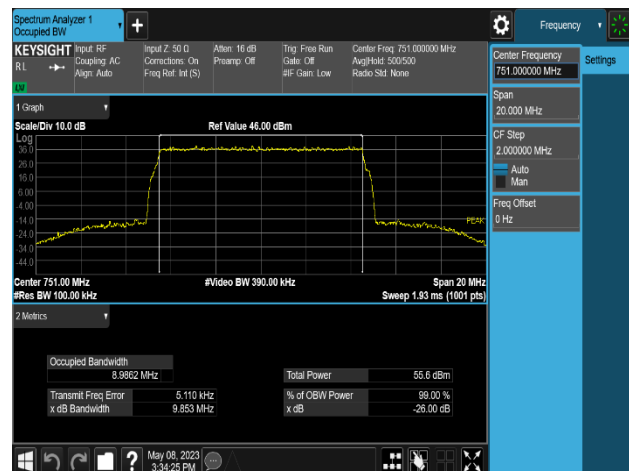 Spectrum Analyzer 1
Occupied BW
Frequency
KEYSIGHT
RL
LW
Input: RF
Coupling: AC
Align: Auto
Input Z: 50 Ω
Corrections: On
Freq Ref: Int (S)
Atten: 16 dB
Preamp: Off
Trig: Free Run
Gate: Off
#IF Gain: Low
Center Freq: 751.000000 MHz
Avg|Hold: 500/500
Radio Std: None
Center Frequency
751.000000 MHz
Settings
Span
20.000 MHz
CF Step
2.000000 MHz
Auto
Man
Freq Offset
0 Hz
1 Graph
Scale/Div 10.0 dB
Ref Value 46.00 dBm
Log
36.0
26.0
16.0
6.00
-4.00
-14.0
-24.0
-34.0
-44.0
PEAK
Center 751.00 MHz
#Video BW 390.00 kHz
Span 20 MHz
#Res BW 100.00 kHz
Sweep 1.93 ms (1001 pts)
2 Metrics
Occupied Bandwidth
8.9862 MHz
Total Power 55.6 dBm
Transmit Freq Error 5.110 kHz
% of OBW Power 99.00 %
x dB Bandwidth 9.853 MHz
x dB -26.00 dB
May 08, 2023
3:34:25 PM